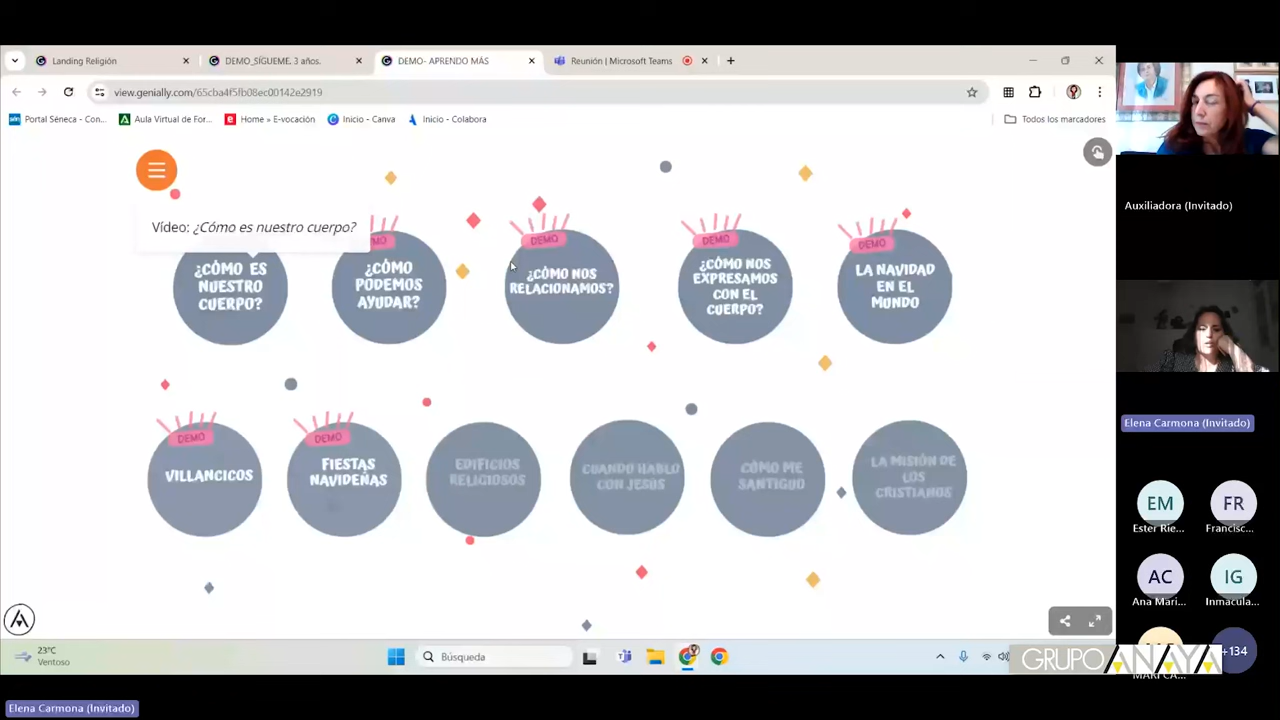 Landing Religión
DEMO_SÍGUEME. 3 años.
DEMO- APRENDO MÁS
Reunión | Microsoft Teams
view.genially.com/65cba4f5fb08ec00142e2919
Portal Séneca - Con...
Aula Virtual de For...
Home » E-vocación
Inicio - Canva
Inicio - Colabora
Todos los marcadores
Vídeo: ¿Cómo es nuestro cuerpo?
DEMO
DEMO
DEMO
¿CÓMO ES
NUESTRO
CUERPO?
¿CÓMO
PODEMOS
AYUDAR?
¿CÓMO NOS
RELACIONAMOS?
¿CÓMO NOS
EXPRESAMOS
CON EL
CUERPO?
LA NAVIDAD
EN EL
MUNDO
DEMO
DEMO
VILLANCICOS
FIESTAS
NAVIDEÑAS
EDIFICIOS
RELIGIOSOS
CUANDO HABLO
CON JESÚS
CÓMO ME
SANTIGUO
LA MISIÓN DE
LOS
CRISTIANOS
23°C
Ventoso
Búsqueda
GRUPO ANAYA
Auxiliadora (Invitado)
Elena Carmona (Invitado)
EM
Ester Rie...
FR
Francisc...
AC
Ana Mari...
IG
Inmacula...
+134
Elena Carmona (Invitado)